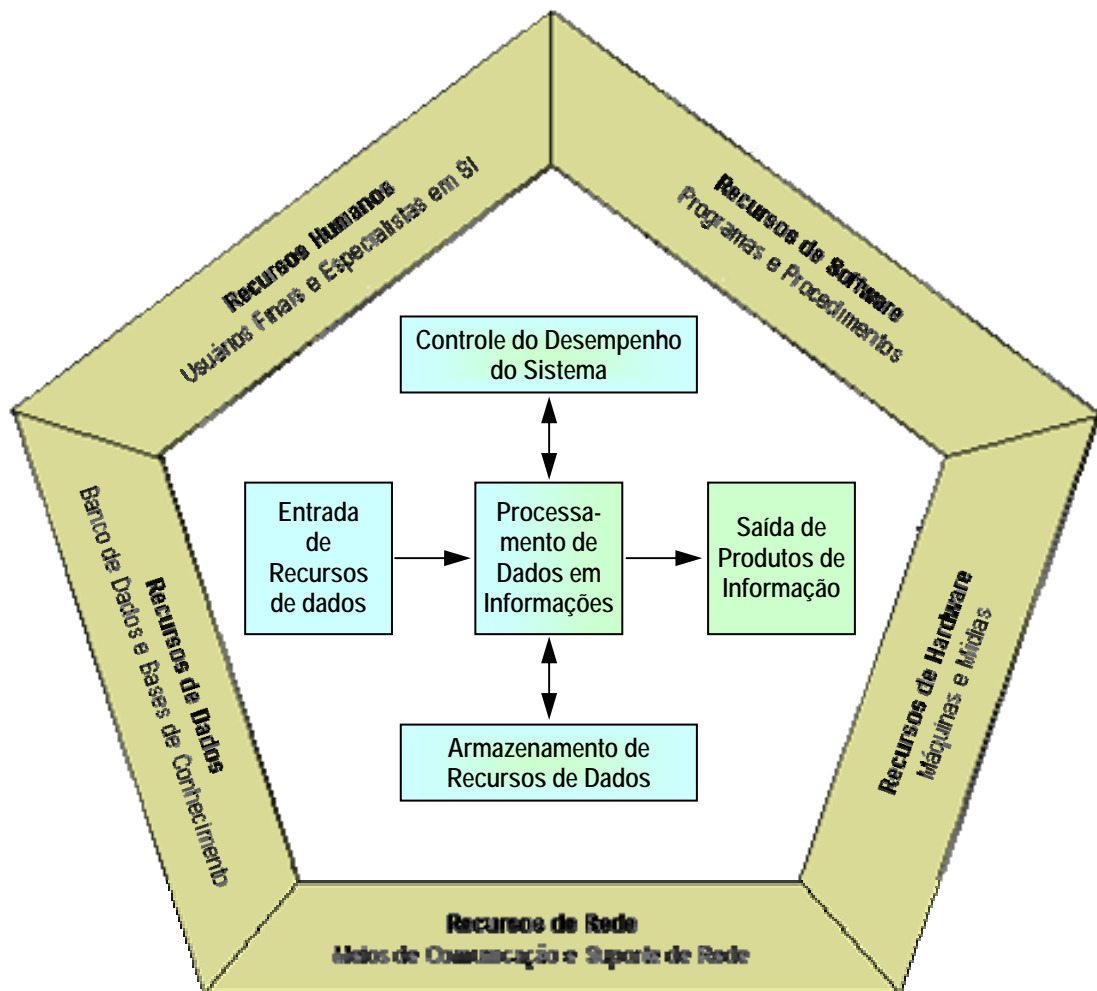 Recursos Humanos
Usuários Finais e Especialistas em SI
Recursos de Software
Programas e Procedimentos
Controle do Desempenho
do Sistema
Entrada
de
Recursos
de dados
Processa-
mento de
Dados em
Informações
Saída de
Produtos de
Informação
Armazenamento de
Recursos de Dados
Recursos de Dados
Banco de Dados e Bases de Conhecimento
Recursos de Hardware
Máquinas e Mídias
Recursos de Rede
Meios de Comunicação e Suporte de Rede